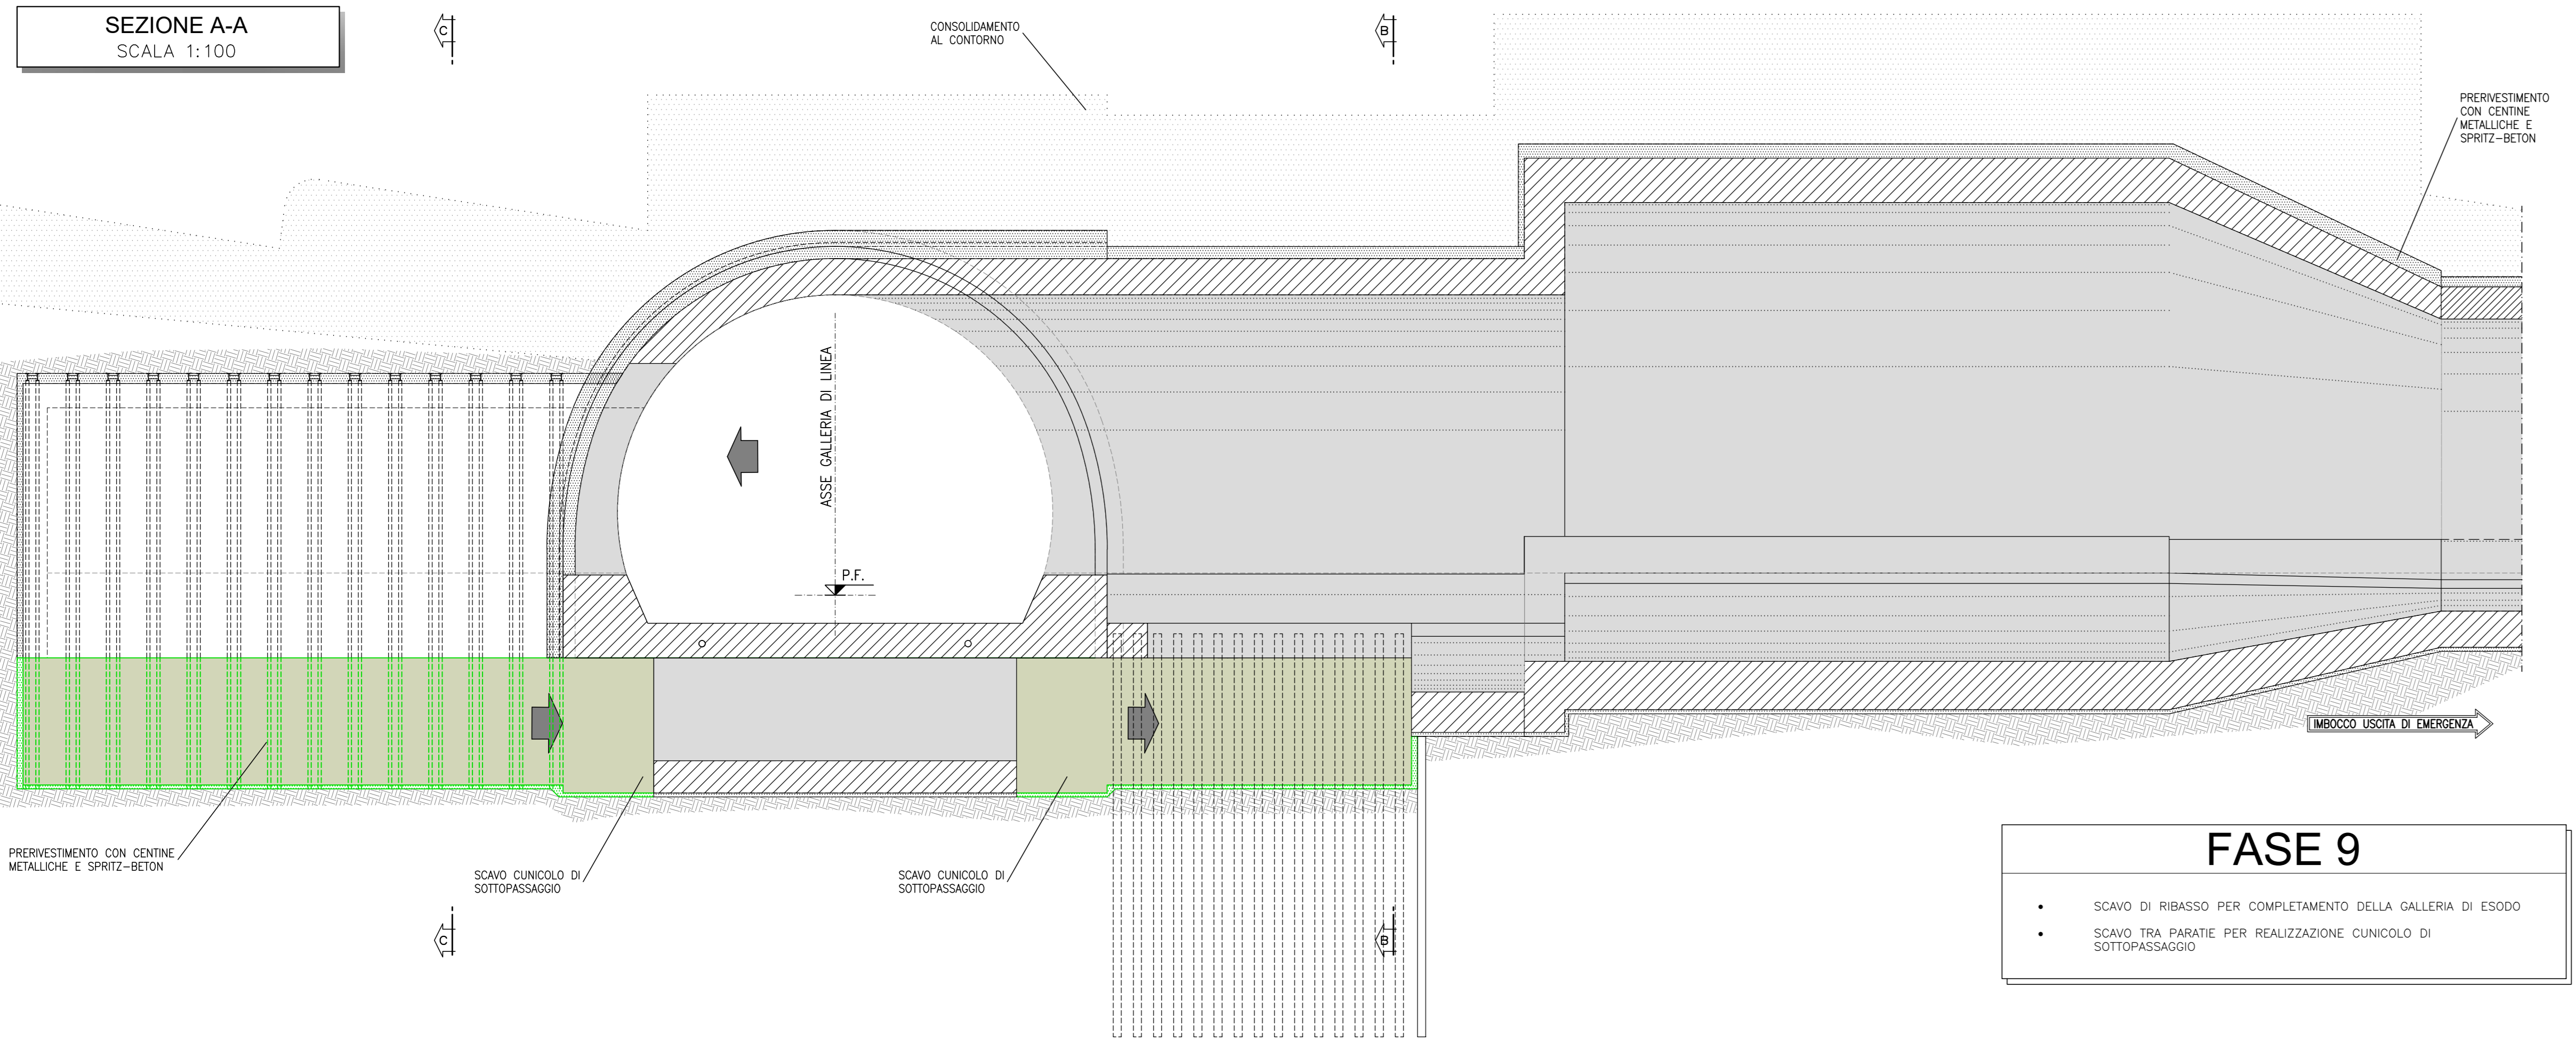 SEZIONE A-A
SCALA 1:100
C
CONSOLIDAMENTO
AL CONTORNO
B
PRERIVESTIMENTO
CON CENTINE
METALLICHE E
SPRITZ-BETON
ASSE GALLERIA DI LINEA
P.F.
IMBOCCO USCITA DI EMERGENZA
PRERIVESTIMENTO CON CENTINE
METALLICHE E SPRITZ-BETON
SCAVO CUNICOLO DI
SOTTOPASSAGGIO
SCAVO CUNICOLO DI
SOTTOPASSAGGIO
C
B
FASE 9
• SCAVO DI RIBASSO PER COMPLETAMENTO DELLA GALLERIA DI ESODO
• SCAVO TRA PARATIE PER REALIZZAZIONE CUNICOLO DI
SOTTOPASSAGGIO